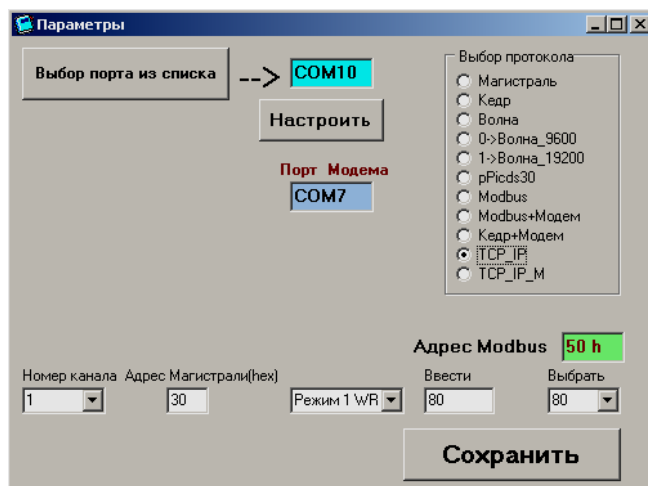 Параметры
Выбор порта из списка
-->
COM10
Настроить
Порт Модема
COM7
Выбор протокола
Магистраль
Кедр
Волна
0->Волна_9600
1->Волна_19200
pPicds30
Modbus
Modbus+Модем
Кедр+Модем
TCP_IP
TCP_IP_M
Адрес Modbus 50 h
Номер канала Адрес Магистрали(hex) Ввести Выбрать
1 30 Режим 1 WR 80 80
Сохранить